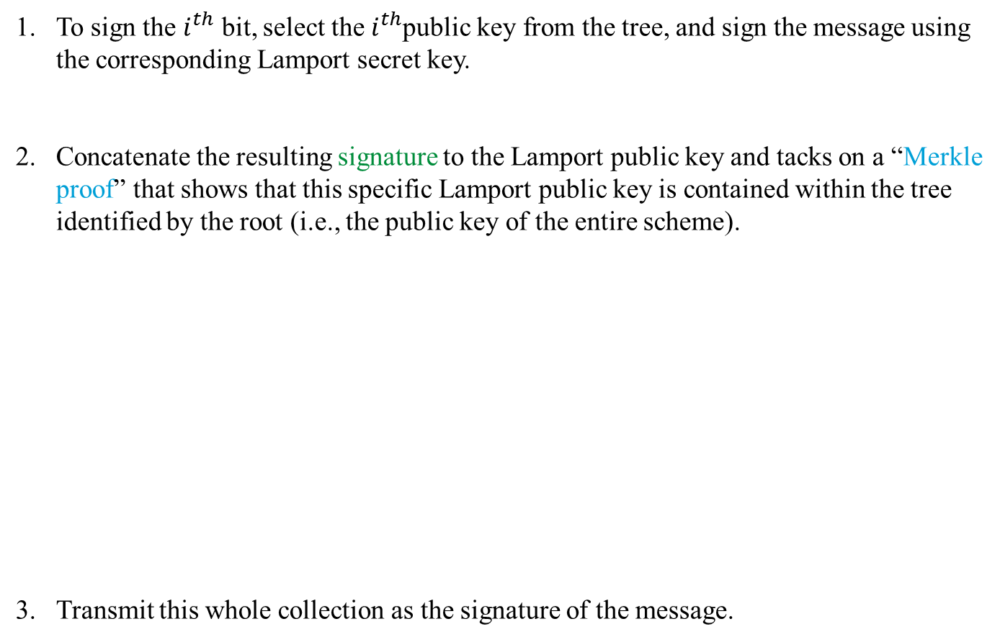 1. To sign the i^th bit, select the i^th public key from the tree, and sign the message using
the corresponding Lamport secret key.
2. Concatenate the resulting signature to the Lamport public key and tacks on a “Merkle
proof” that shows that this specific Lamport public key is contained within the tree
identified by the root (i.e., the public key of the entire scheme).
3. Transmit this whole collection as the signature of the message.